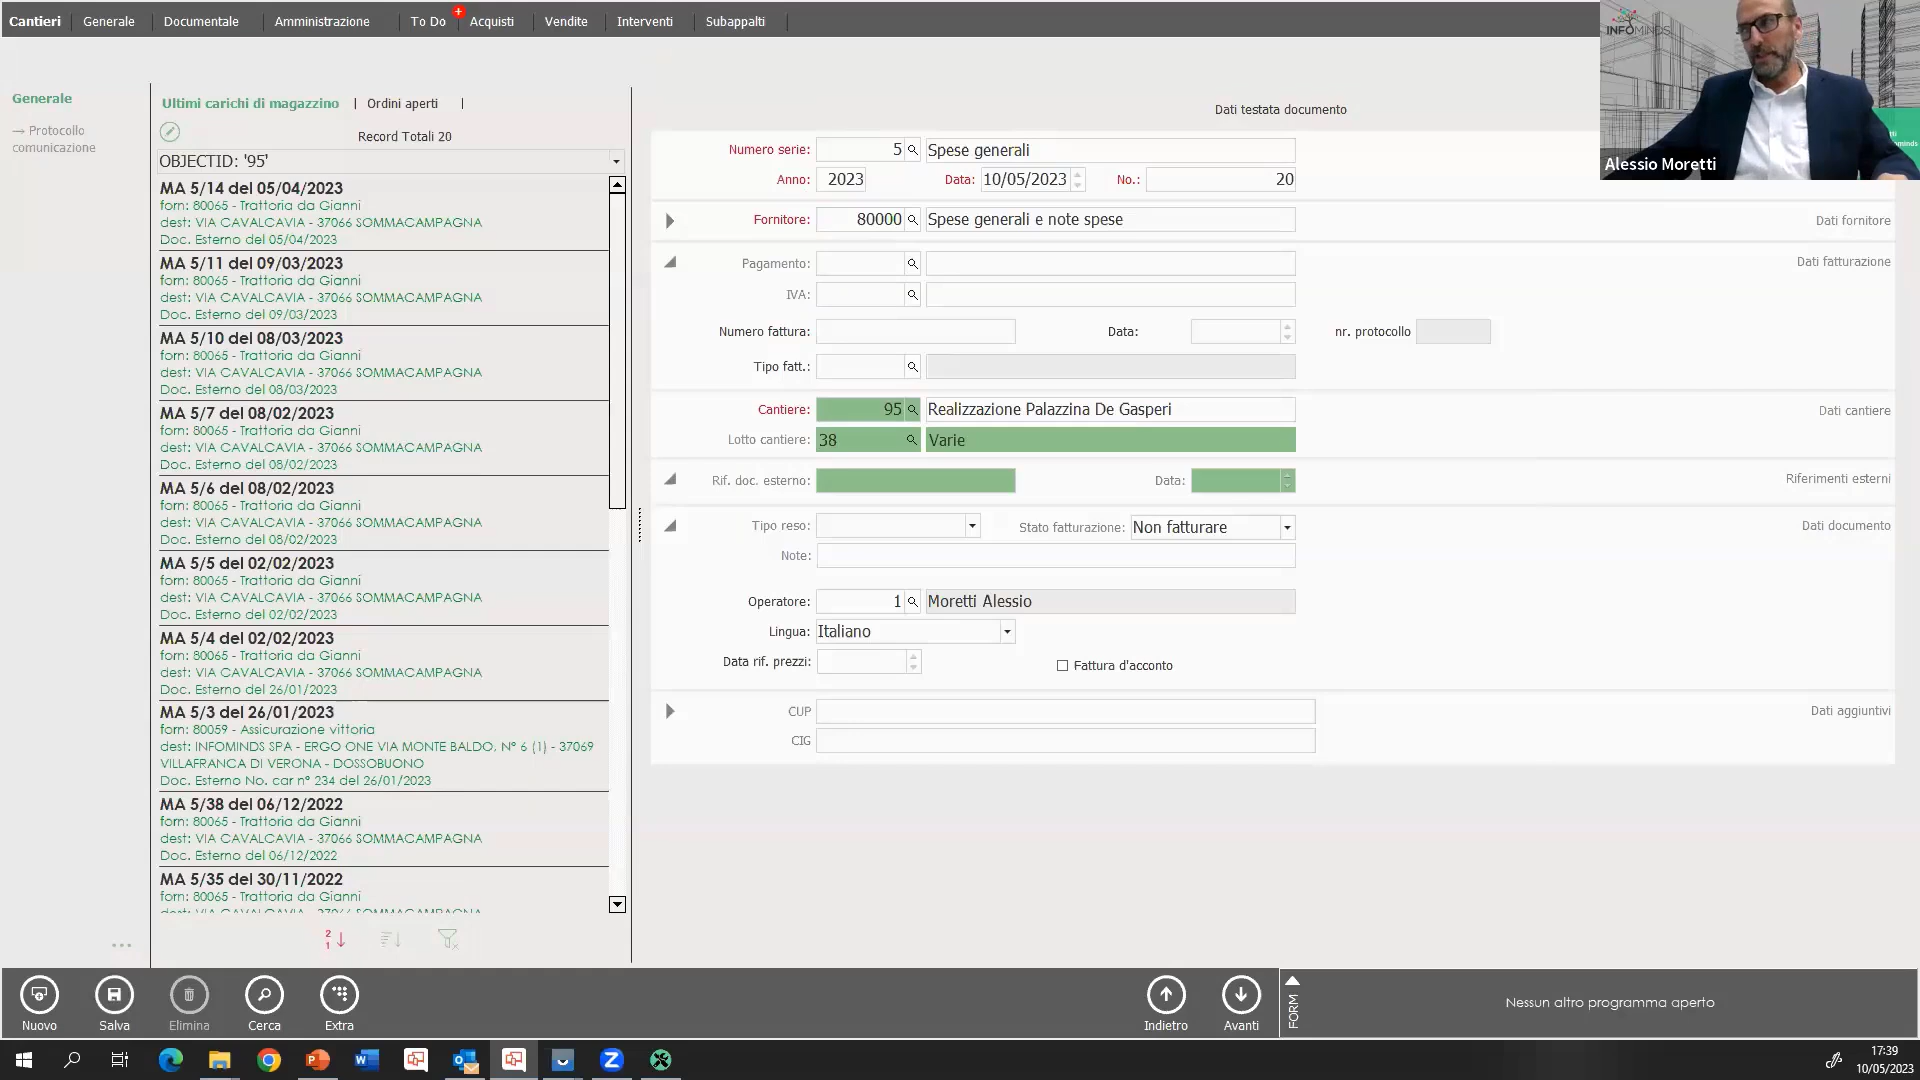 Cantieri Generale Documentale Amministrazione To Do Acquisti Vendite Interventi Subappalti
INFOMINDS
Alessio Moretti
Generale
→ Protocollo
comunicazione
Ultimi carichi di magazzino | Ordini aperti |
Record Totali 20
OBJECTID: '95'
MA 5/14 del 05/04/2023
forn: 80065 - Trattoria da Gianni
dest: VIA CAVALCAVIA - 37066 SOMMACAMPAGNA
Doc. Esterno del 05/04/2023
MA 5/11 del 09/03/2023
forn: 80065 - Trattoria da Gianni
dest: VIA CAVALCAVIA - 37066 SOMMACAMPAGNA
Doc. Esterno del 09/03/2023
MA 5/10 del 08/03/2023
forn: 80065 - Trattoria da Gianni
dest: VIA CAVALCAVIA - 37066 SOMMACAMPAGNA
Doc. Esterno del 08/03/2023
MA 5/7 del 08/02/2023
forn: 80065 - Trattoria da Gianni
dest: VIA CAVALCAVIA - 37066 SOMMACAMPAGNA
Doc. Esterno del 08/02/2023
MA 5/6 del 08/02/2023
forn: 80065 - Trattoria da Gianni
dest: VIA CAVALCAVIA - 37066 SOMMACAMPAGNA
Doc. Esterno del 08/02/2023
MA 5/5 del 02/02/2023
forn: 80065 - Trattoria da Gianni
dest: VIA CAVALCAVIA - 37066 SOMMACAMPAGNA
Doc. Esterno del 02/02/2023
MA 5/4 del 02/02/2023
forn: 80065 - Trattoria da Gianni
dest: VIA CAVALCAVIA - 37066 SOMMACAMPAGNA
Doc. Esterno del 26/01/2023
MA 5/3 del 26/01/2023
forn: 80059 - Assicurazione vittoria
dest: INFOMINDS SPA - ERGO ONE VIA MONTE BALDO, N° 6 (1) - 37069
VILLAFRANCA DI VERONA - DOSSOBUONO
Doc. Esterno No. car n° 234 del 26/01/2023
MA 5/38 del 06/12/2022
forn: 80065 - Trattoria da Gianni
dest: VIA CAVALCAVIA - 37066 SOMMACAMPAGNA
Doc. Esterno del 06/12/2022
MA 5/35 del 30/11/2022
forn: 80065 - Trattoria da Gianni
dest: VIA CAVALCAVIA - 37066 SOMMACAMPAGNA
Dati testata documento
Numero serie: 5 Spese generali
Anno: 2023 Data: 10/05/2023 No.: 20
Fornitore: 80000 Spese generali e note spese Dati fornitore
Pagamento: Dati fatturazione
IVA:
Numero fattura: Data: nr. protocollo
Tipo fatt.:
Cantiere: 95 Realizzazione Palazzina De Gasperi Dati cantiere
Lotto cantiere: 38 Varie
Rif. doc. esterno: Data: Riferimenti esterni
Tipo reso: Stato fatturazione: Non fatturare Dati documento
Note:
Operatore: 1 Moretti Alessio
Lingua: Italiano
Data rif. prezzi: Fattura d'acconto
CUP Dati aggiuntivi
CIG
Nuovo Salva Elimina Cerca Extra Indietro Avanti FORM Nessun altro programma aperto
17:39
10/05/2023